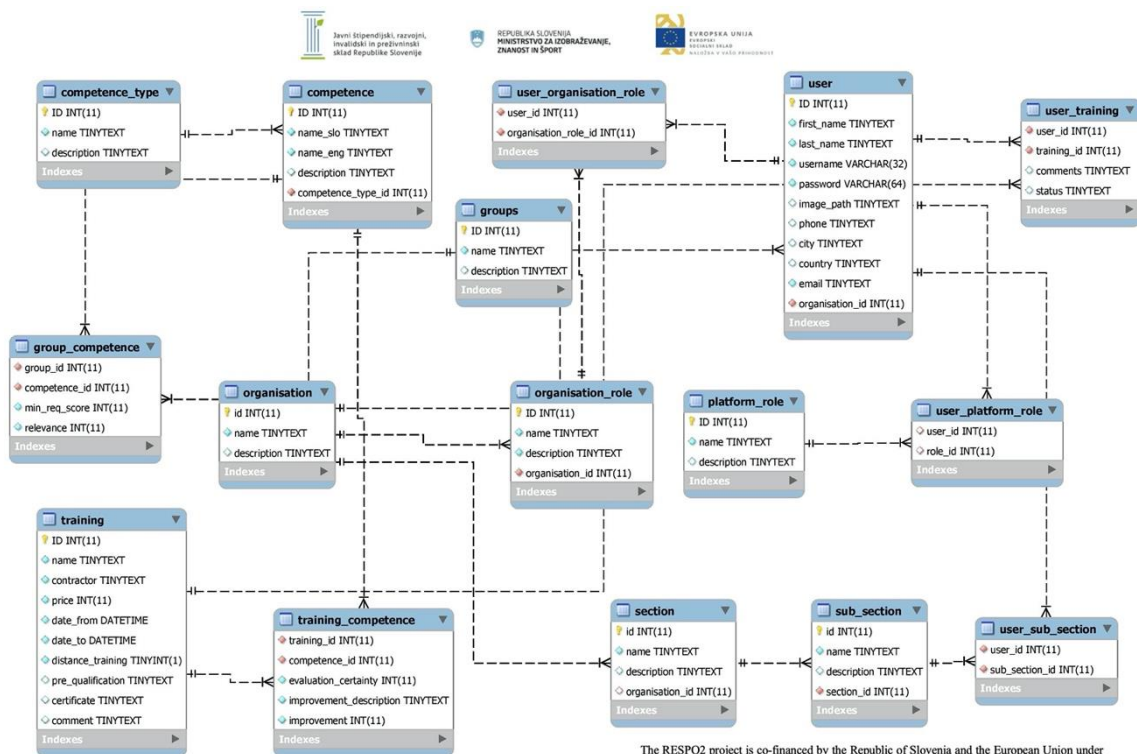 Javni štipendijski, razvojni,
invalidski in preživninski
sklad Republike Slovenije
REPUBLIKA SLOVENIJA
MINISTRSTVO ZA IZOBRAŽEVANJE,
ZNANOST IN ŠPORT
EVROPSKA UNIJA
EVROPSKI
SOCIALNI SKLAD
NALOŽBA V VAŠO PRIHODNOST
competence_type
ID INT(11)
name TINYTEXT
description TINYTEXT
Indexes
competence
ID INT(11)
name_slo TINYTEXT
name_eng TINYTEXT
description TINYTEXT
competence_type_id INT(11)
Indexes
user_organisation_role
user_id INT(11)
organisation_role_id INT(11)
Indexes
user
ID INT(11)
first_name TINYTEXT
last_name TINYTEXT
username VARCHAR(32)
password VARCHAR(64)
image_path TINYTEXT
phone TINYTEXT
city TINYTEXT
country TINYTEXT
email TINYTEXT
organisation_id INT(11)
Indexes
user_training
user_id INT(11)
training_id INT(11)
comments TINYTEXT
status TINYTEXT
Indexes
groups
ID INT(11)
name TINYTEXT
description TINYTEXT
Indexes
group_competence
group_id INT(11)
competence_id INT(11)
min_req_score INT(11)
relevance INT(11)
Indexes
organisation
id INT(11)
name TINYTEXT
description TINYTEXT
Indexes
organisation_role
ID INT(11)
name TINYTEXT
description TINYTEXT
organisation_id INT(11)
Indexes
platform_role
ID INT(11)
name TINYTEXT
description TINYTEXT
Indexes
user_platform_role
user_id INT(11)
role_id INT(11)
Indexes
training
ID INT(11)
name TINYTEXT
contractor TINYTEXT
price INT(11)
date_from DATETIME
date_to DATETIME
distance_training TINYINT(1)
pre_qualification TINYTEXT
certificate TINYTEXT
comment TINYTEXT
Indexes
training_competence
training_id INT(11)
competence_id INT(11)
evaluation_certainty INT(11)
improvement_description TINYTEXT
improvement INT(11)
Indexes
section
id INT(11)
name TINYTEXT
description TINYTEXT
organisation_id INT(11)
Indexes
sub_section
id INT(11)
name TINYTEXT
description TINYTEXT
section_id INT(11)
Indexes
user_sub_section
user_id INT(11)
sub_section_id INT(11)
Indexes
The RESPO2 project is co-financed by the Republic of Slovenia and the European Union under